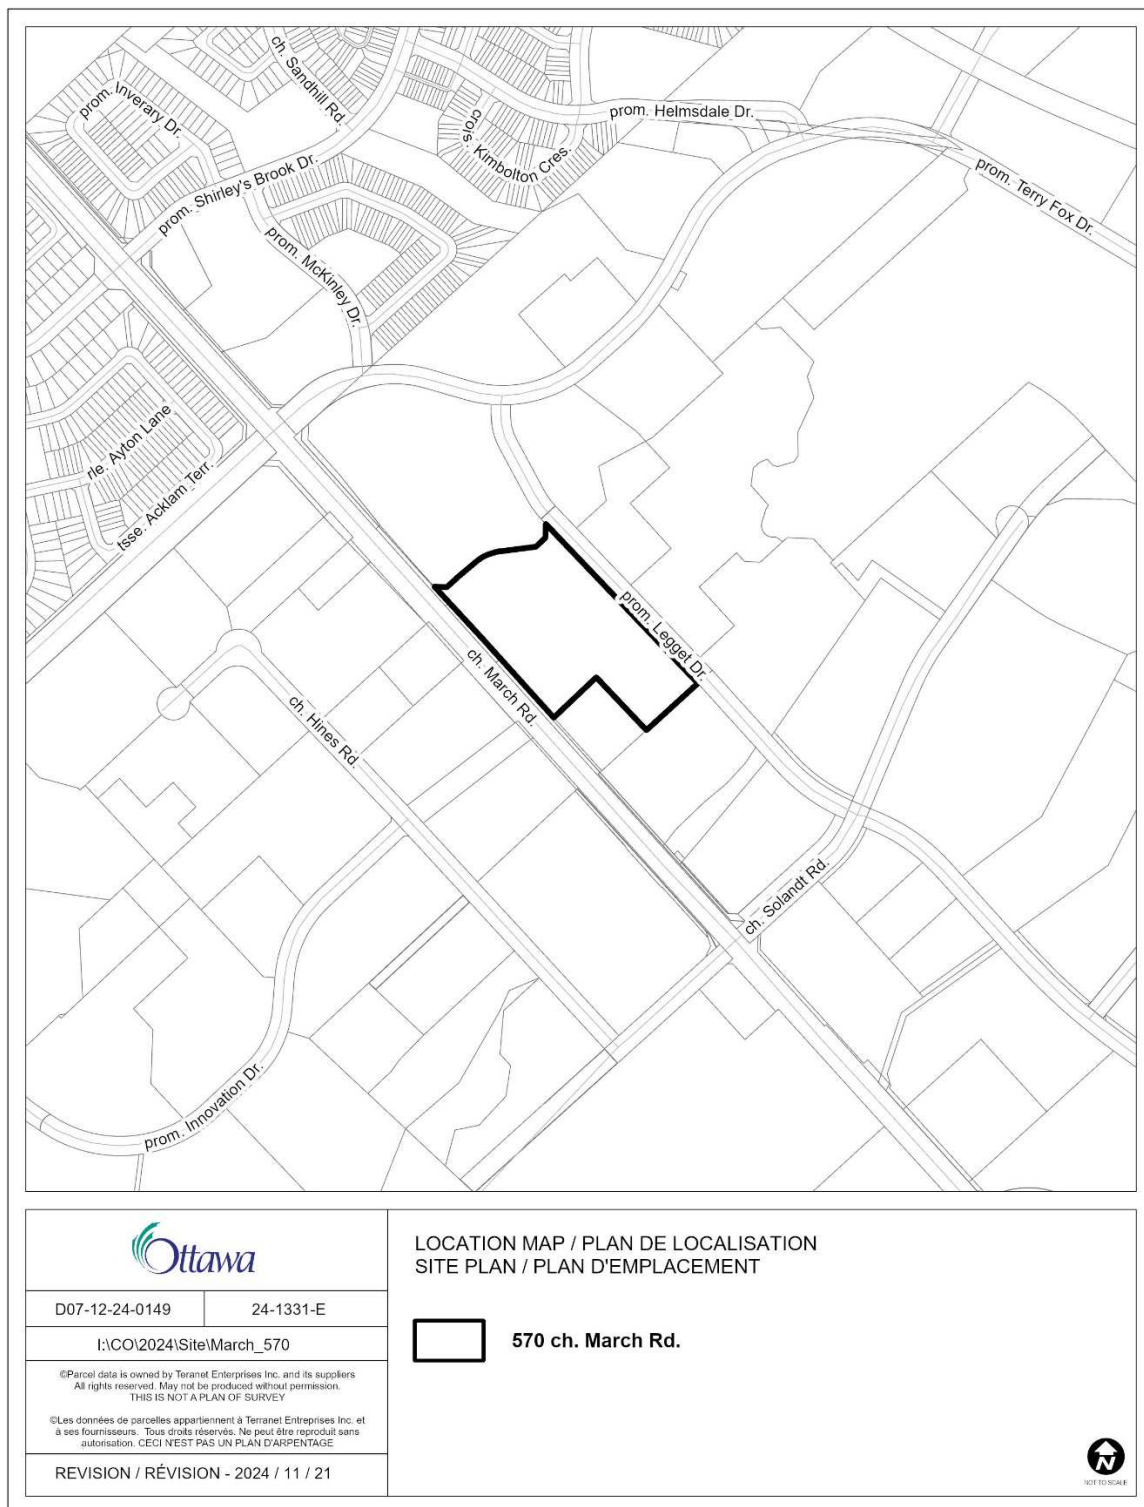 ch. Sandhill Rd.
prom. Inverary Dr.
prom. Helmsdale Dr.
crois. Kimbolton Cres.
prom. Shirley's Brook Dr.
prom. Terry Fox Dr.
prom. McKinley Dr.
rle. Ayton Lane
tsse. Acklam Terr.
prom. Legget Dr.
ch. March Rd.
ch. Hines Rd.
ch. Solandt Rd.
prom. Innovation Dr.
Ottawa
D07-12-24-0149
24-1331-E
I:\CO\2024\Site\March_570
©Parcel data is owned by Teranet Enterprises Inc. and its suppliers
All rights reserved. May not be produced without permission.
THIS IS NOT A PLAN OF SURVEY
©Les données de parcelles appartiennent à Terranet Entreprises Inc. et
à ses fournisseurs. Tous droits réservés. Ne peut être reproduit sans
autorisation. CECI N'EST PAS UN PLAN D'ARPENTAGE
REVISION / RÉVISION - 2024 / 11 / 21
LOCATION MAP / PLAN DE LOCALISATION
SITE PLAN / PLAN D'EMPLACEMENT
570 ch. March Rd.
N
NOT TO SCALE